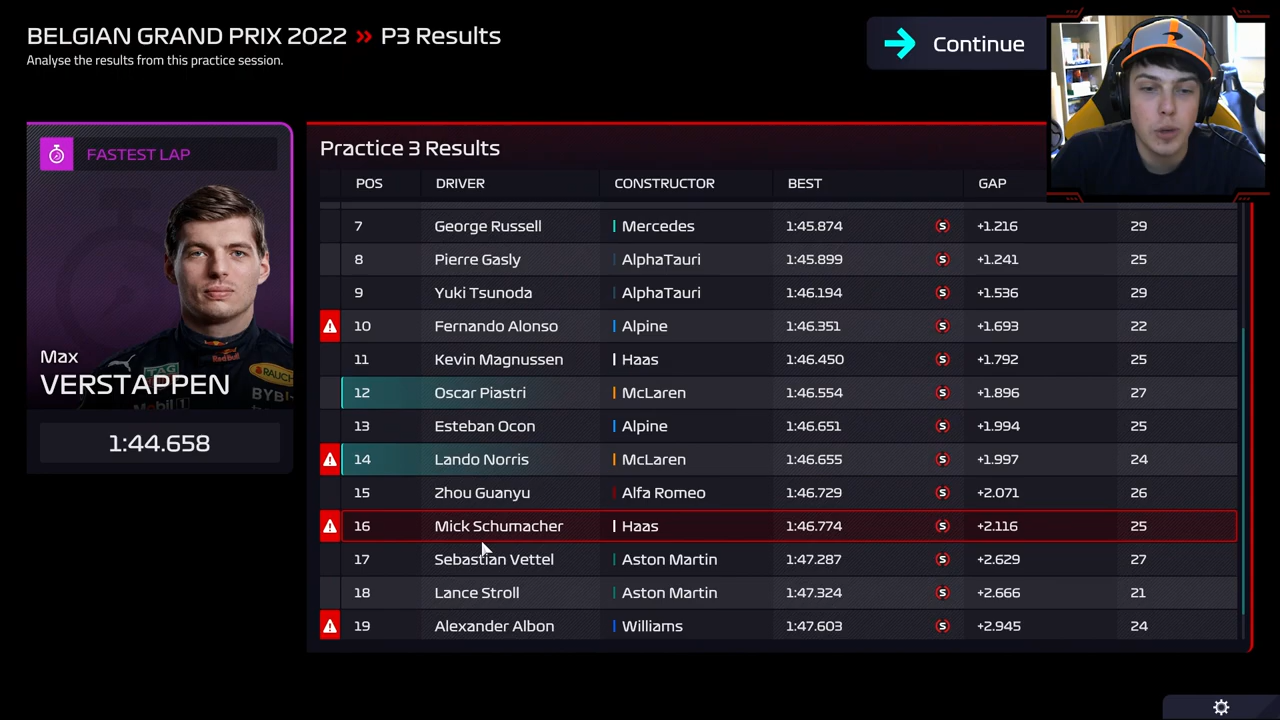 BELGIAN GRAND PRIX 2022 » P3 Results
Analyse the results from this practice session.
Continue
FASTEST LAP
Max
VERSTAPPEN
1:44.658
Practice 3 Results
POS DRIVER CONSTRUCTOR BEST GAP
7 George Russell Mercedes 1:45.874 S +1.216 29
8 Pierre Gasly AlphaTauri 1:45.899 S +1.241 25
9 Yuki Tsunoda AlphaTauri 1:46.194 S +1.536 29
10 Fernando Alonso Alpine 1:46.351 S +1.693 22
11 Kevin Magnussen Haas 1:46.450 S +1.792 25
12 Oscar Piastri McLaren 1:46.554 S +1.896 27
13 Esteban Ocon Alpine 1:46.651 S +1.994 25
14 Lando Norris McLaren 1:46.655 S +1.997 24
15 Zhou Guanyu Alfa Romeo 1:46.729 S +2.071 26
16 Mick Schumacher Haas 1:46.774 S +2.116 25
17 Sebastian Vettel Aston Martin 1:47.287 S +2.629 27
18 Lance Stroll Aston Martin 1:47.324 S +2.666 21
19 Alexander Albon Williams 1:47.603 S +2.945 24
TAG
Red Bull
RAUCH
BYBI
Mobil 1